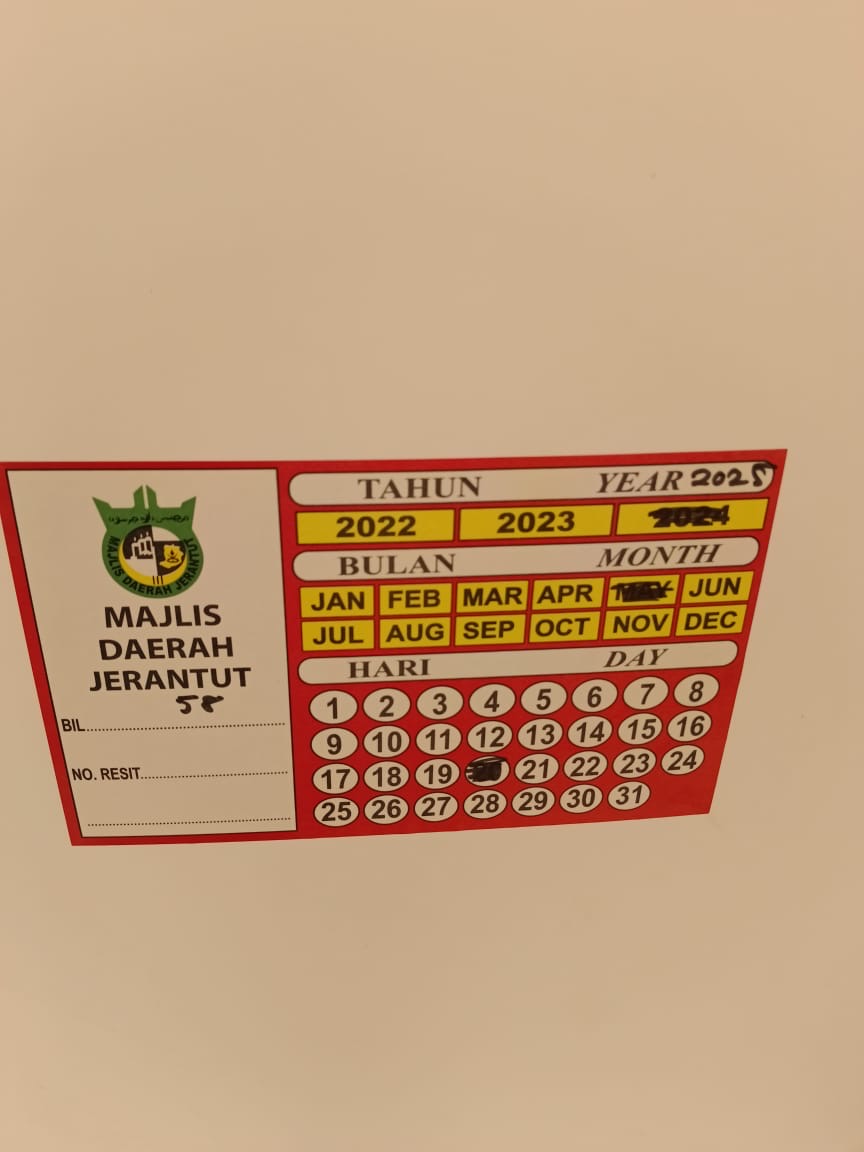 MAJLIS DAERAH JERANTUT
MAJLIS
DAERAH
JERANTUT
BIL. 58
NO. RESIT
TAHUN YEAR 2025
2022 2023 2024
BULAN MONTH
JAN FEB MAR APR MAY JUN
JUL AUG SEP OCT NOV DEC
HARI DAY
1 2 3 4 5 6 7 8
9 10 11 12 13 14 15 16
17 18 19 20 21 22 23 24
25 26 27 28 29 30 31